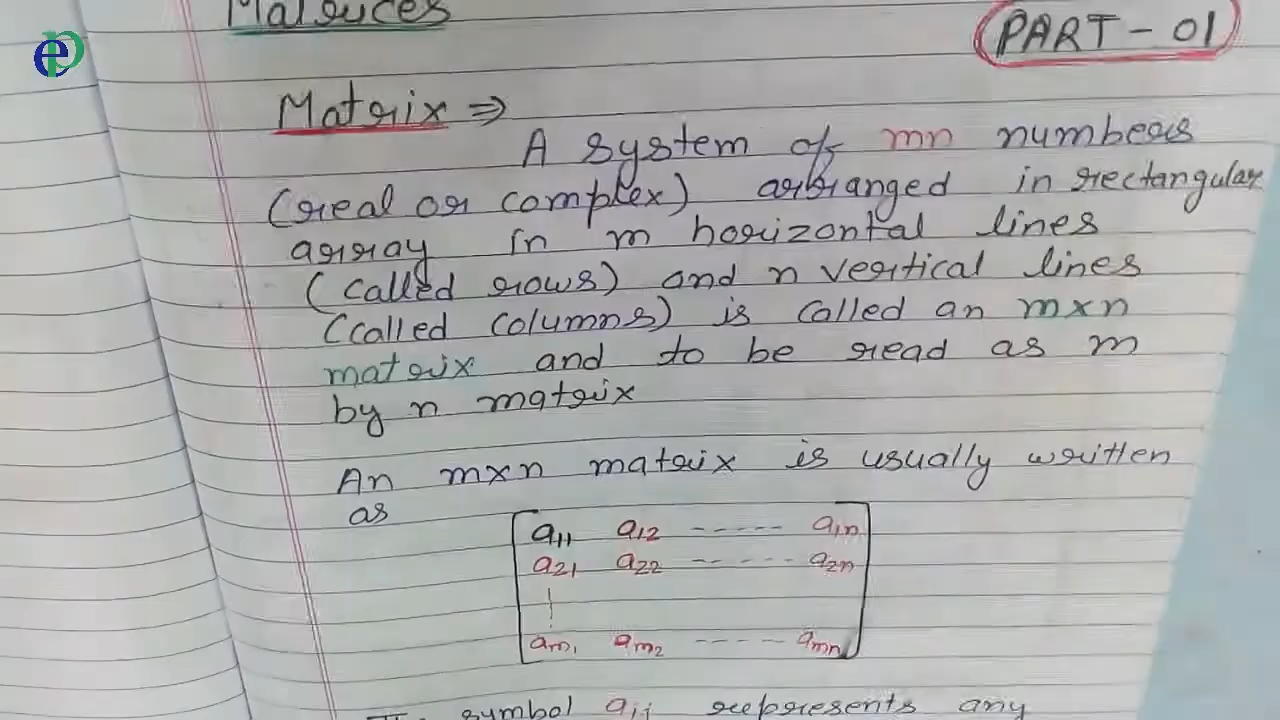 Matrices
PART - 01
Matrix ⇒
A system of mn numbers
(real or complex) arranged in rectangular
array in m horizontal lines
(called rows) and n vertical lines
(called columns) is called an m×n
matrix and to be read as m
by n matrix
An m×n matrix is usually written
as
a11 a12 ----- a1n
a21 a22 ----- a2n
am1 am2 ----- amn
symbol aij represents any